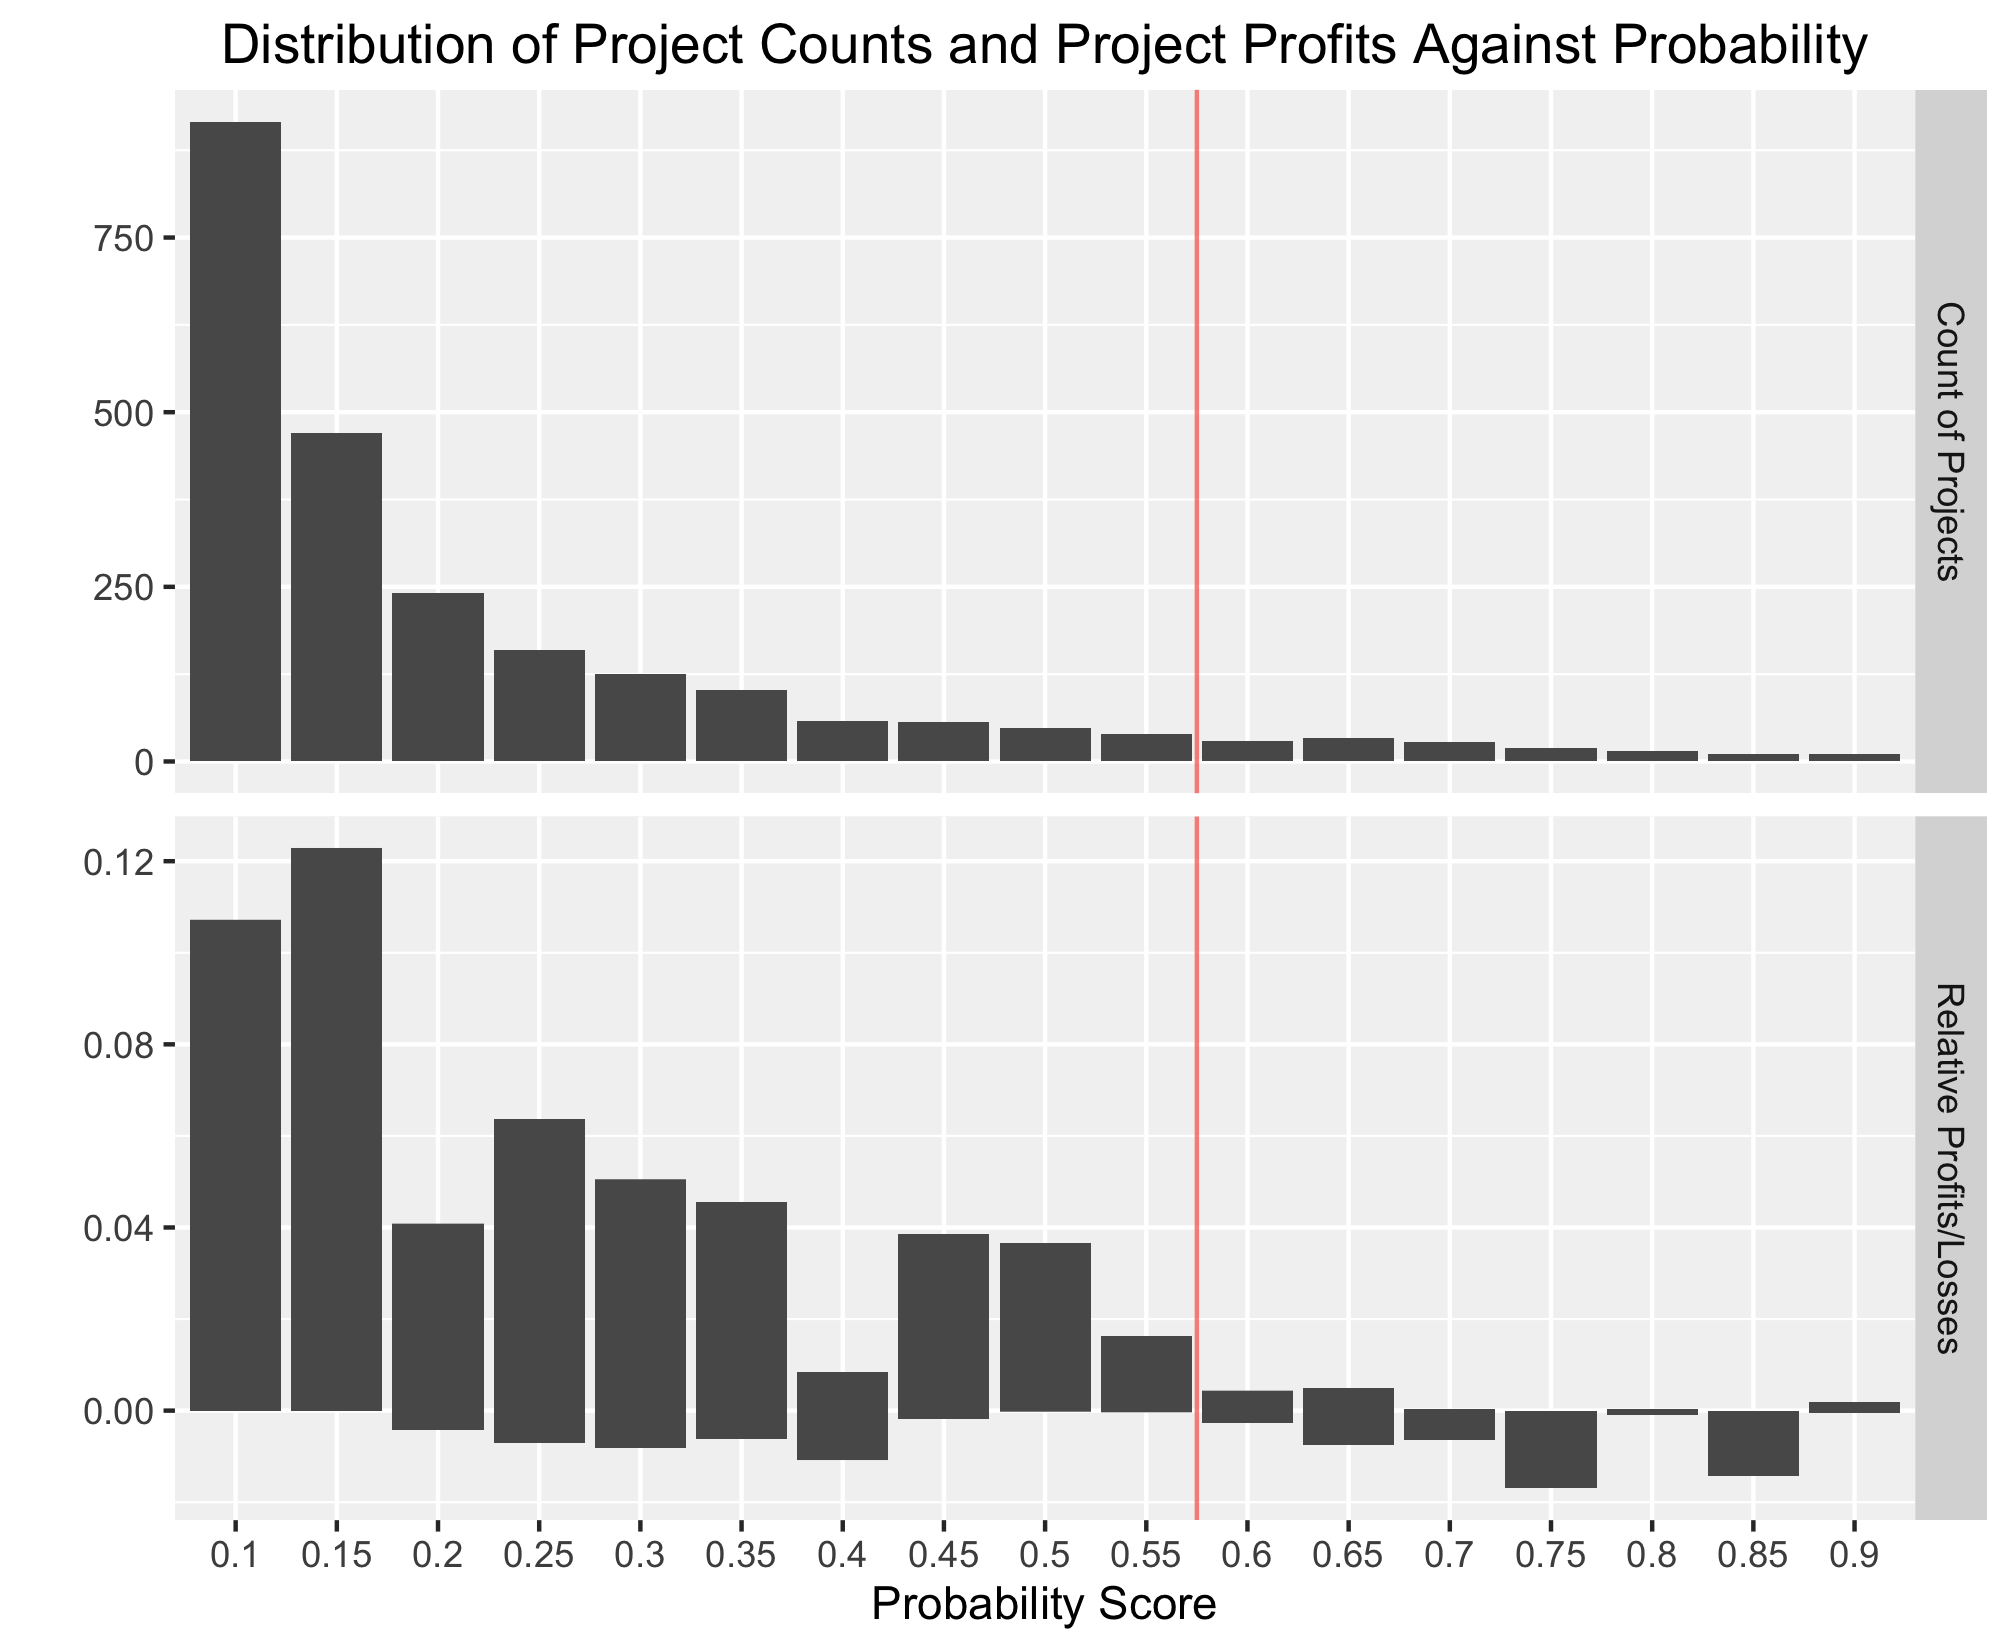 Distribution of Project Counts and Project Profits Against Probability
750
500
250
0
Count of Projects
0.12
0.08
0.04
0.00
Relative Profits/Losses
0.1 0.15 0.2 0.25 0.3 0.35 0.4 0.45 0.5 0.55 0.6 0.65 0.7 0.75 0.8 0.85 0.9
Probability Score